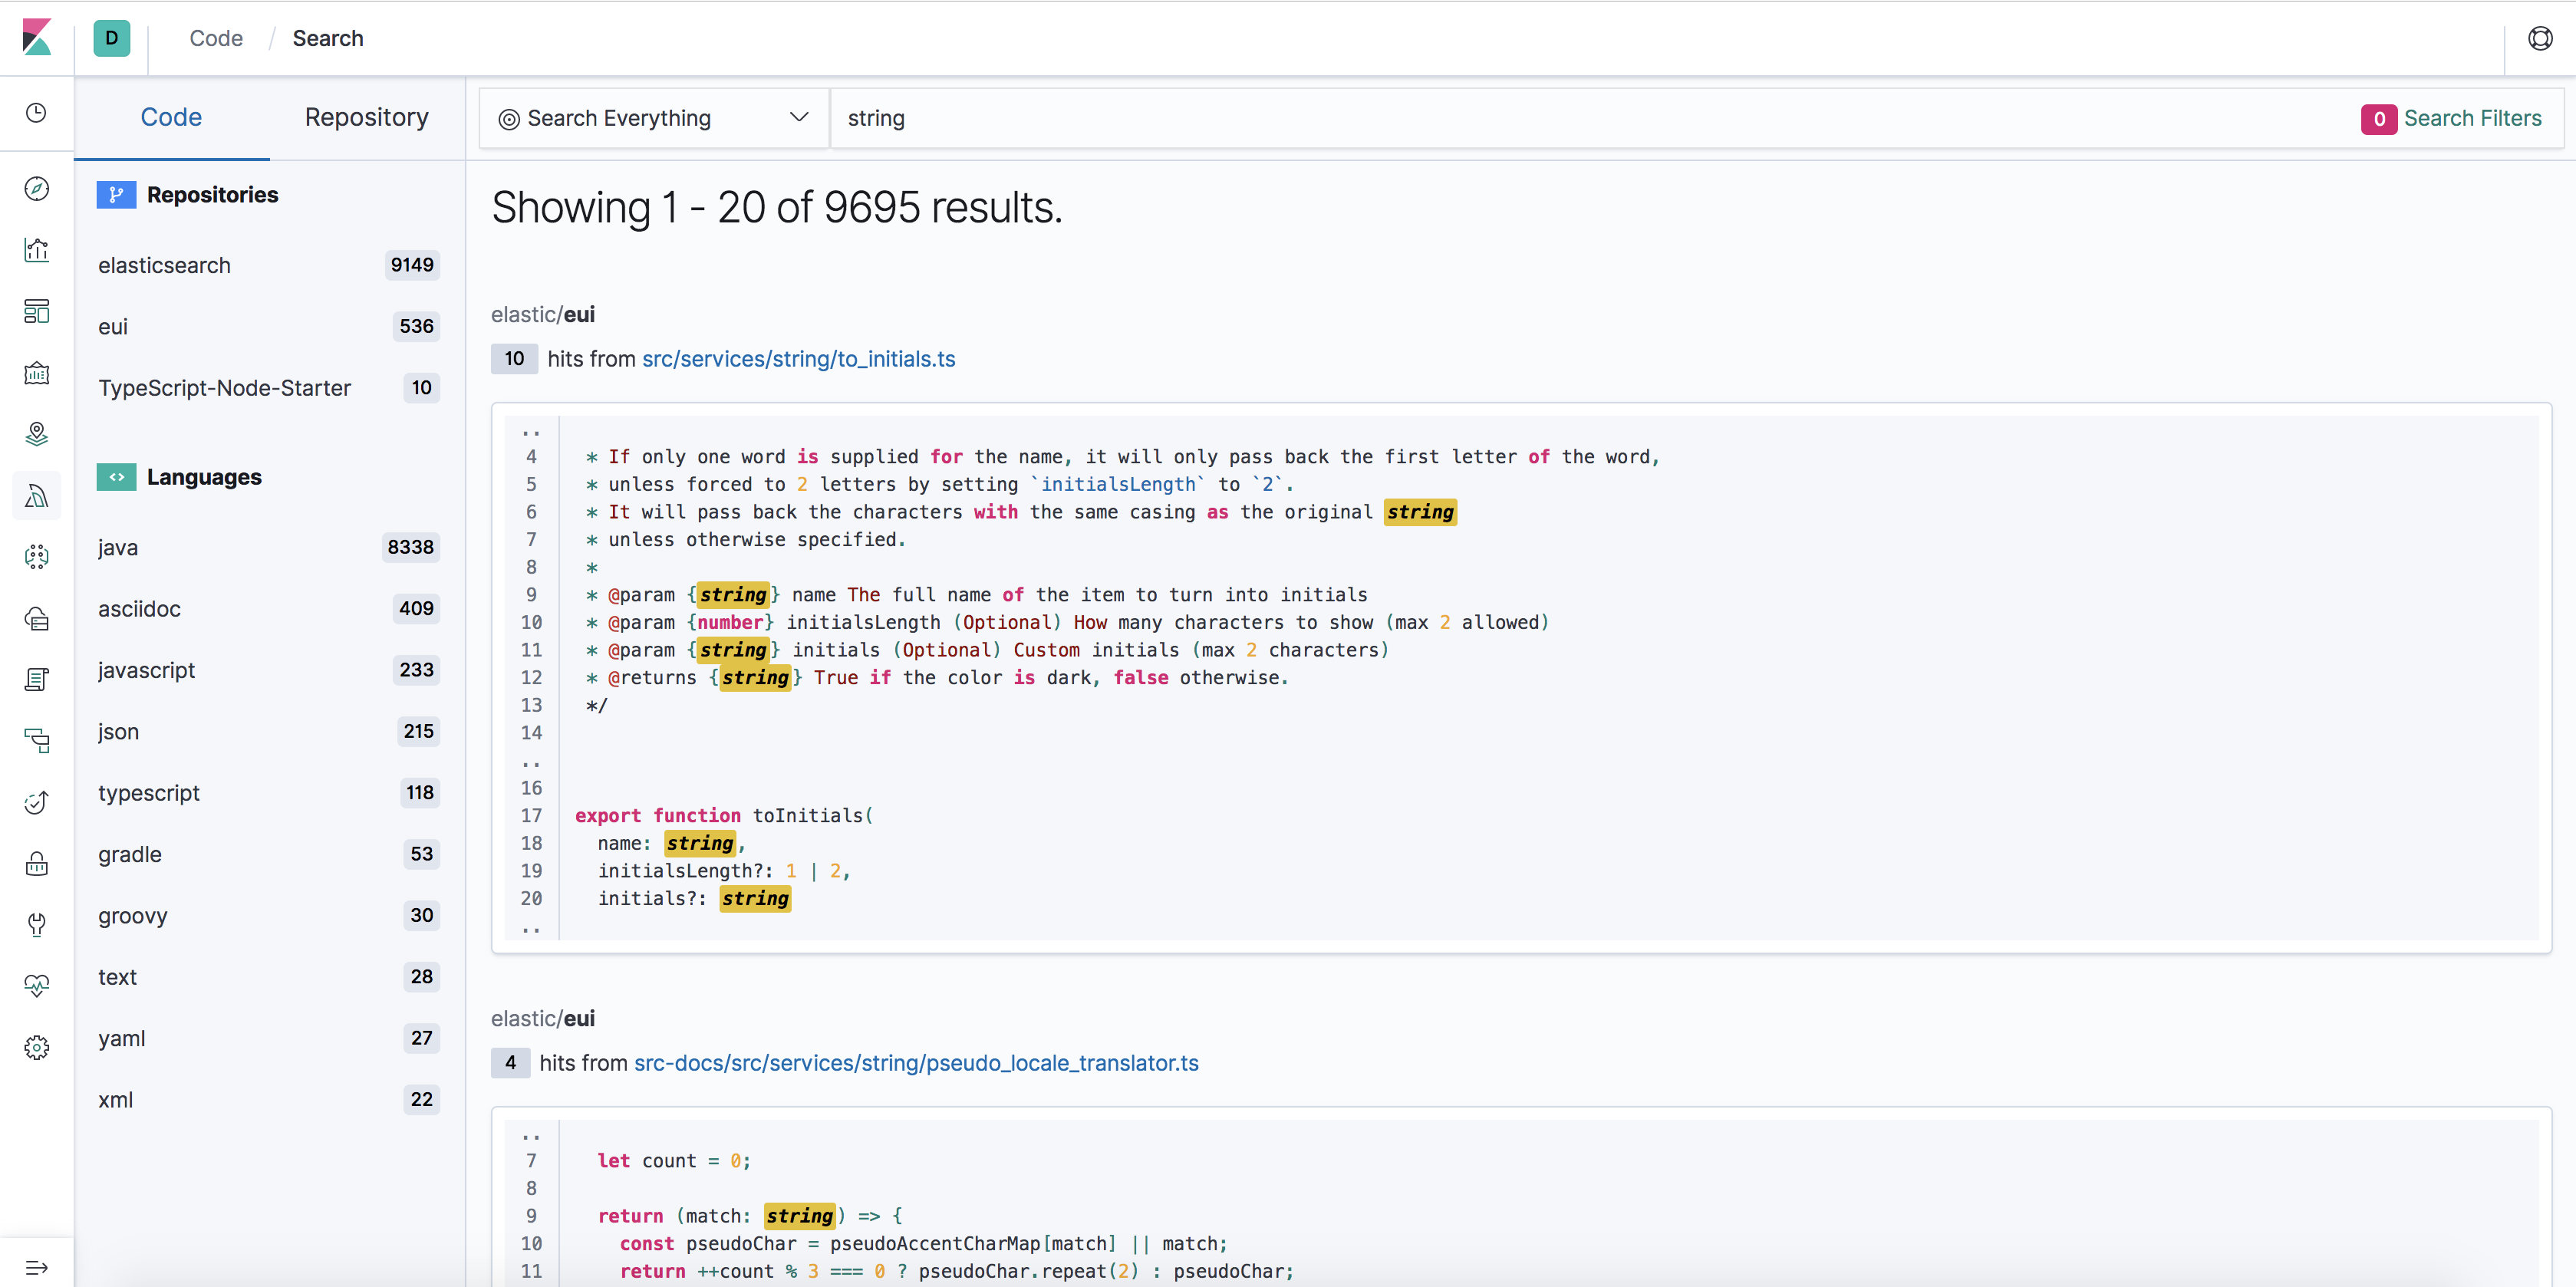 D
Code / Search
Code
Repository
Search Everything
string
0 Search Filters
Repositories
elasticsearch 9149
eui 536
TypeScript-Node-Starter 10
Languages
java 8338
asciidoc 409
javascript 233
json 215
typescript 118
gradle 53
groovy 30
text 28
yaml 27
xml 22
Showing 1 - 20 of 9695 results.
elastic/eui
10 hits from src/services/string/to_initials.ts
..
4 * If only one word is supplied for the name, it will only pass back the first letter of the word,
5 * unless forced to 2 letters by setting `initialsLength` to `2`.
6 * It will pass back the characters with the same casing as the original string
7 * unless otherwise specified.
8 *
9 * @param {string} name The full name of the item to turn into initials
10 * @param {number} initialsLength (Optional) How many characters to show (max 2 allowed)
11 * @param {string} initials (Optional) Custom initials (max 2 characters)
12 * @returns {string} True if the color is dark, false otherwise.
13 */
14
..
16
17 export function toInitials(
18 name: string,
19 initialsLength?: 1 | 2,
20 initials?: string
..
elastic/eui
4 hits from src-docs/src/services/string/pseudo_locale_translator.ts
..
7 let count = 0;
8
9 return (match: string) => {
10 const pseudoChar = pseudoAccentCharMap[match] || match;
11 return ++count % 3 === 0 ? pseudoChar.repeat(2) : pseudoChar;